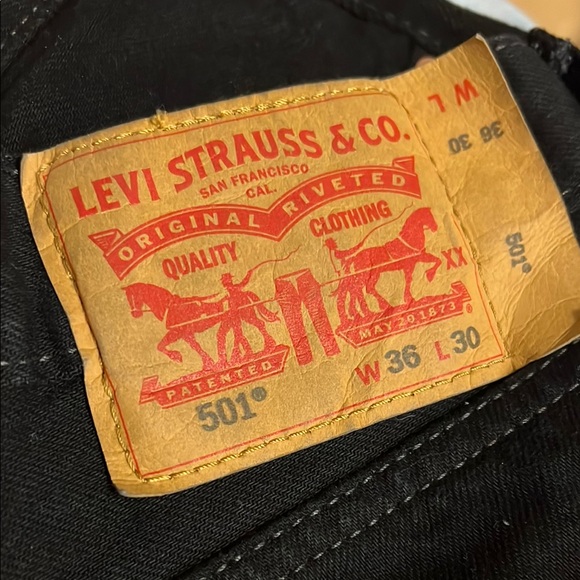 LEVI STRAUSS & CO.
SAN FRANCISCO
CAL.
ORIGINAL RIVETED
QUALITY CLOTHING
XX
PATENTED
MAY 20 1873
®
501®
W 36 L 30
W L
36 30
501®